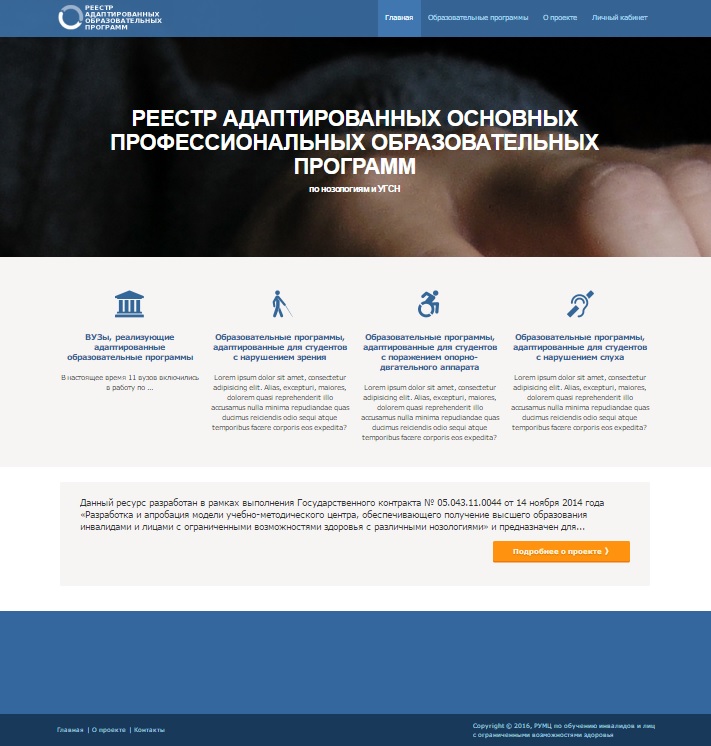 РЕЕСТР
АДАПТИРОВАННЫХ
ОБРАЗОВАТЕЛЬНЫХ
ПРОГРАММ
Главная
Образовательные программы
О проекте
Личный кабинет
РЕЕСТР АДАПТИРОВАННЫХ ОСНОВНЫХ
ПРОФЕССИОНАЛЬНЫХ ОБРАЗОВАТЕЛЬНЫХ
ПРОГРАММ
по нозологиям и УГСН
ВУЗы, реализующие
адаптированные
образовательные программы
В настоящее время 11 вузов включились
в работу по ...
Образовательные программы,
адаптированные для студентов
с нарушением зрения
Lorem ipsum dolor sit amet, consectetur
adipisicing elit. Alias, excepturi, maiores,
dolorem quasi reprehenderit illo
accusamus nulla minima repudiandae quas
ducimus reiciendis odio sequi atque
temporibus facere corporis eos expedita?
Образовательные программы,
адаптированные для студентов
с поражением опорно-
двгательного аппарата
Lorem ipsum dolor sit amet, consectetur
adipisicing elit. Alias, excepturi, maiores,
dolorem quasi reprehenderit illo
accusamus nulla minima repudiandae quas
ducimus reiciendis odio sequi atque
temporibus facere corporis eos expedita?
Образовательные программы,
адаптированные для студентов
с нарушением слуха
Lorem ipsum dolor sit amet, consectetur
adipisicing elit. Alias, excepturi, maiores,
dolorem quasi reprehenderit illo
accusamus nulla minima repudiandae quas
ducimus reiciendis odio sequi atque
temporibus facere corporis eos expedita?
Данный ресурс разработан в рамках выполнения Государственного контракта № 05.043.11.0044 от 14 ноября 2014 года
«Разработка и апробация модели учебно-методического центра, обеспечивающего получение высшего образования
инвалидами и лицами с ограниченными возможностями здоровья с различными нозологиями» и предназначен для...
Подробнее о проекте ❯
Главная | О проекте | Контакты
Copyright © 2016, РУМЦ по обучению инвалидов и лиц
с ограниченными возможностями здоровья